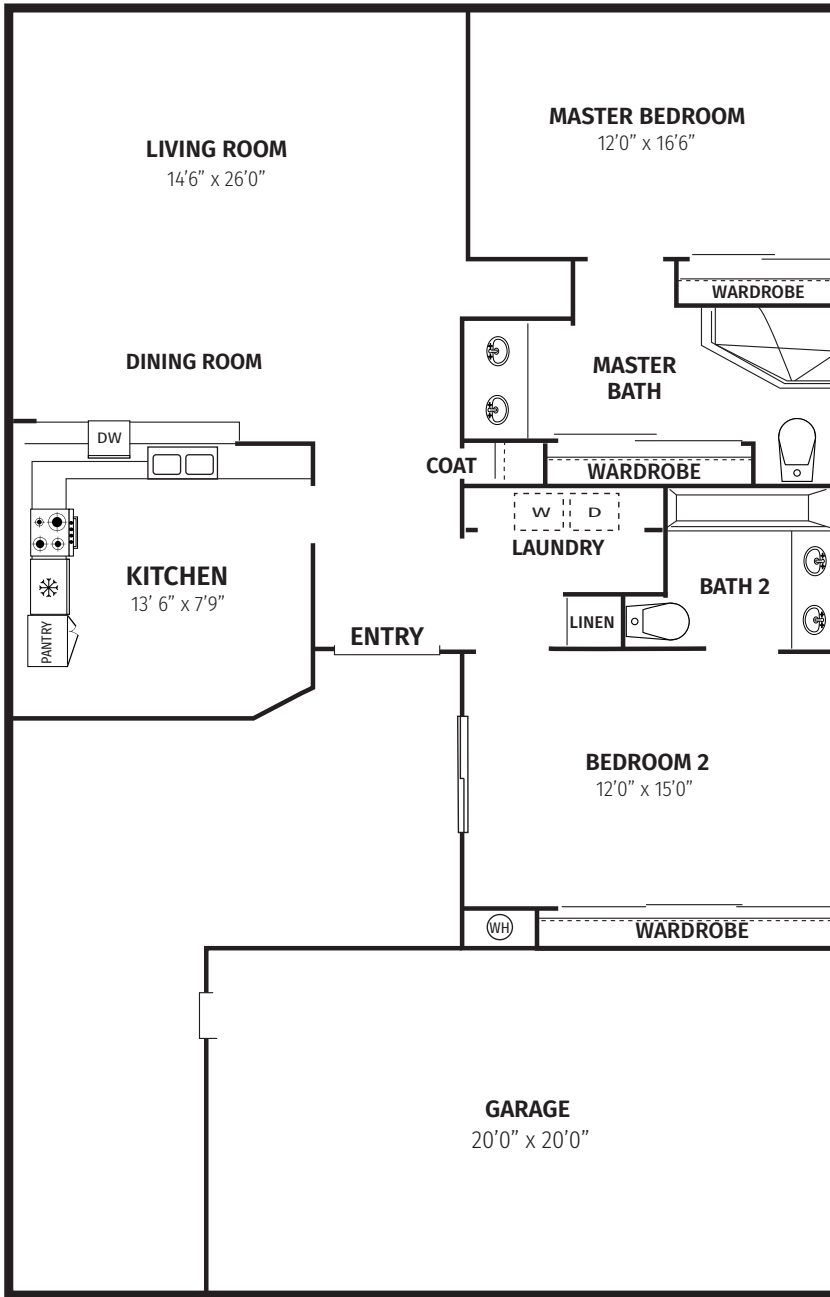 MASTER BEDROOM
12’0” x 16’6”
LIVING ROOM
14’6” x 26’0”
WARDROBE
DINING ROOM
MASTER
BATH
DW
COAT
WARDROBE
W
D
LAUNDRY
KITCHEN
13’ 6” x 7’9”
BATH 2
PANTRY
LINEN
ENTRY
BEDROOM 2
12’0” x 15’0”
WH
WARDROBE
GARAGE
20’0” x 20’0”